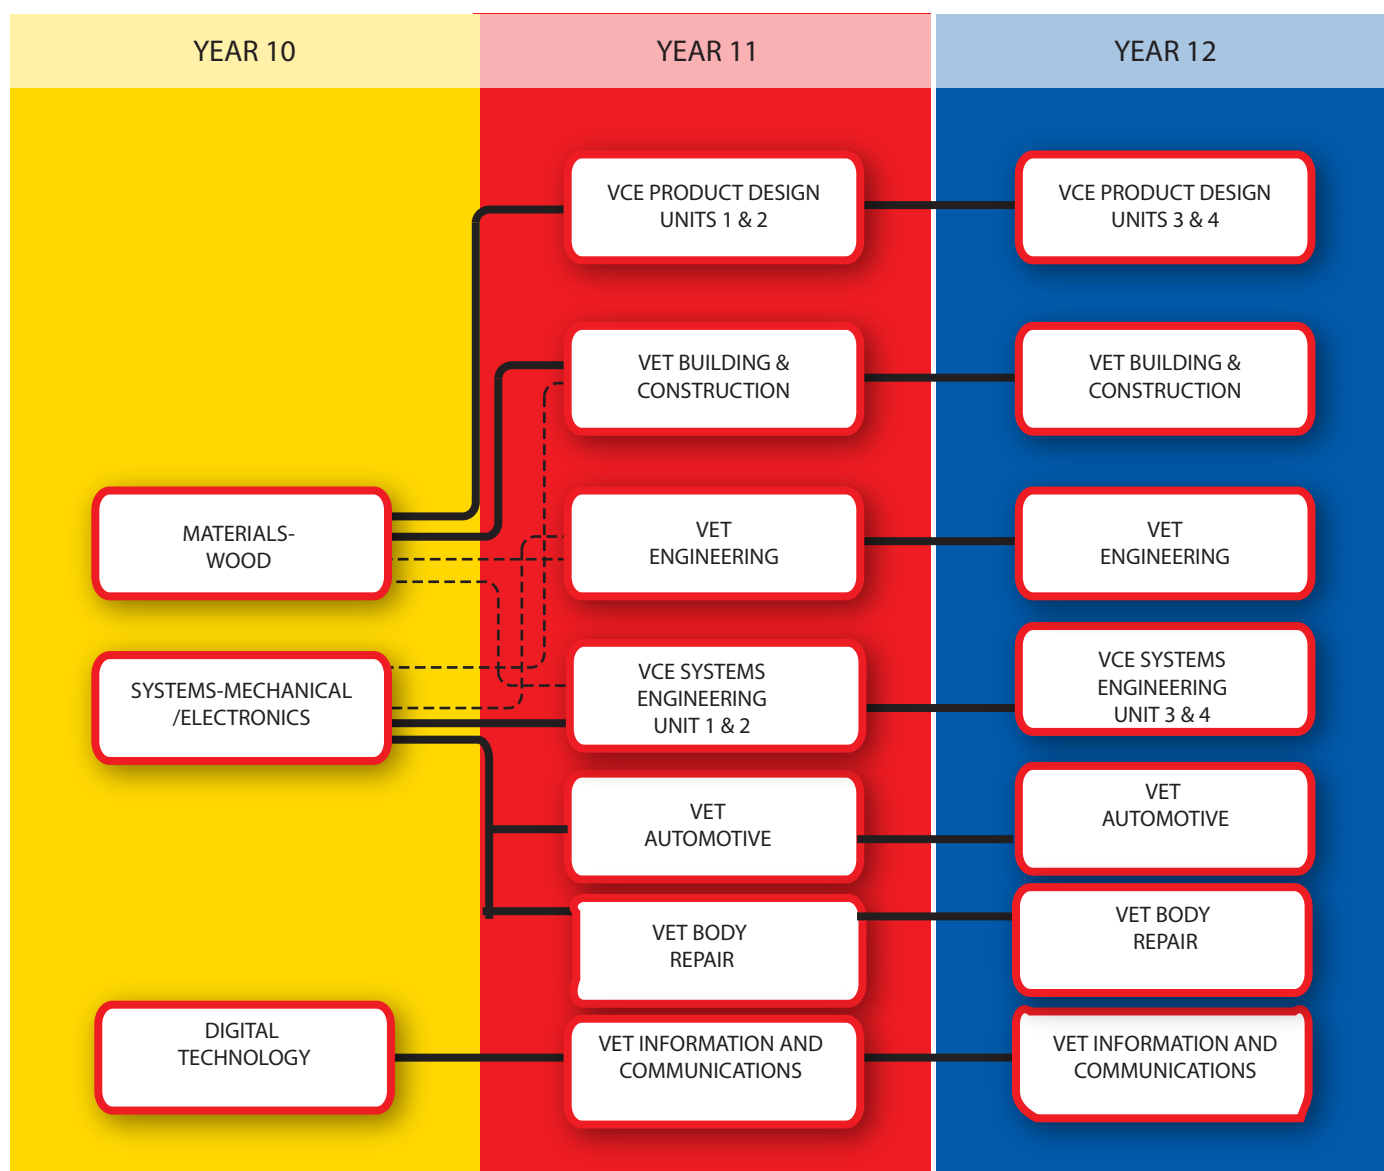 YEAR 10
YEAR 11
YEAR 12
VCE PRODUCT DESIGN
UNITS 1 & 2
VCE PRODUCT DESIGN
UNITS 3 & 4
VET BUILDING &
CONSTRUCTION
VET BUILDING &
CONSTRUCTION
MATERIALS-
WOOD
VET
ENGINEERING
VET
ENGINEERING
SYSTEMS-MECHANICAL
/ELECTRONICS
VCE SYSTEMS
ENGINEERING
UNIT 1 & 2
VCE SYSTEMS
ENGINEERING
UNIT 3 & 4
VET
AUTOMOTIVE
VET
AUTOMOTIVE
VET BODY
REPAIR
VET BODY
REPAIR
DIGITAL
TECHNOLOGY
VET INFORMATION AND
COMMUNICATIONS
VET INFORMATION AND
COMMUNICATIONS